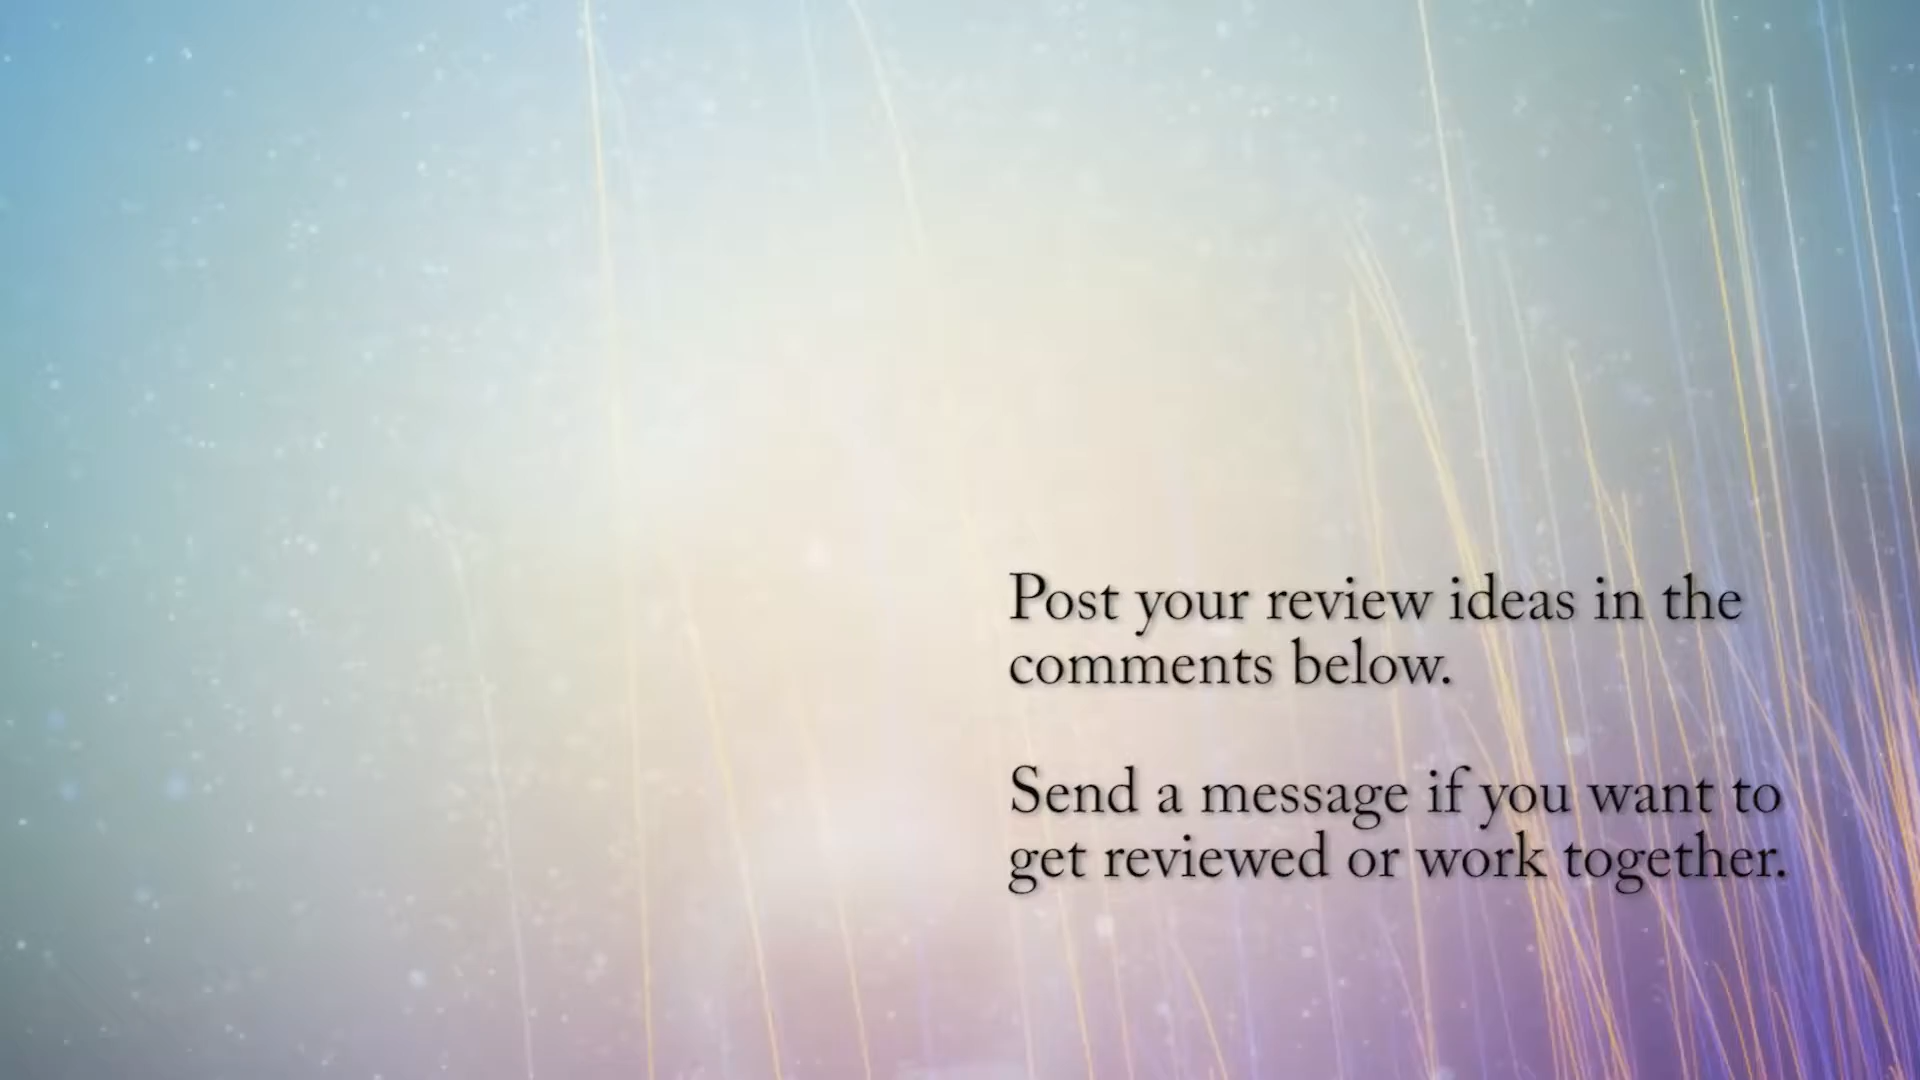 Post your review ideas in the
comments below.
Send a message if you want to
get reviewed or work together.